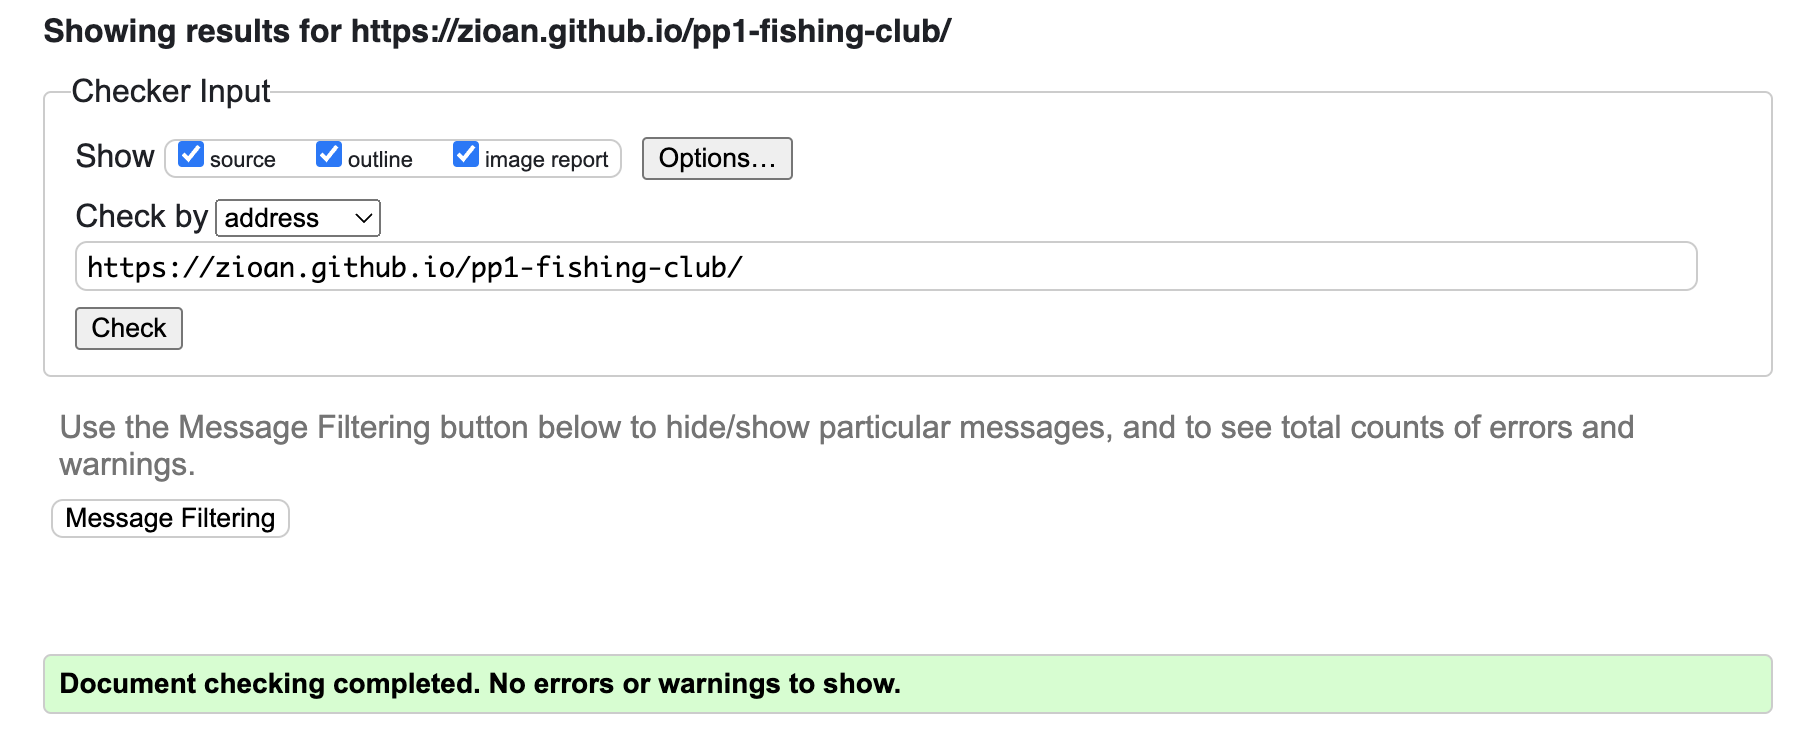 Showing results for https://zioan.github.io/pp1-fishing-club/
Checker Input
Show source outline image report Options...
Check by address
https://zioan.github.io/pp1-fishing-club/
Check
Use the Message Filtering button below to hide/show particular messages, and to see total counts of errors and
warnings.
Message Filtering
Document checking completed. No errors or warnings to show.